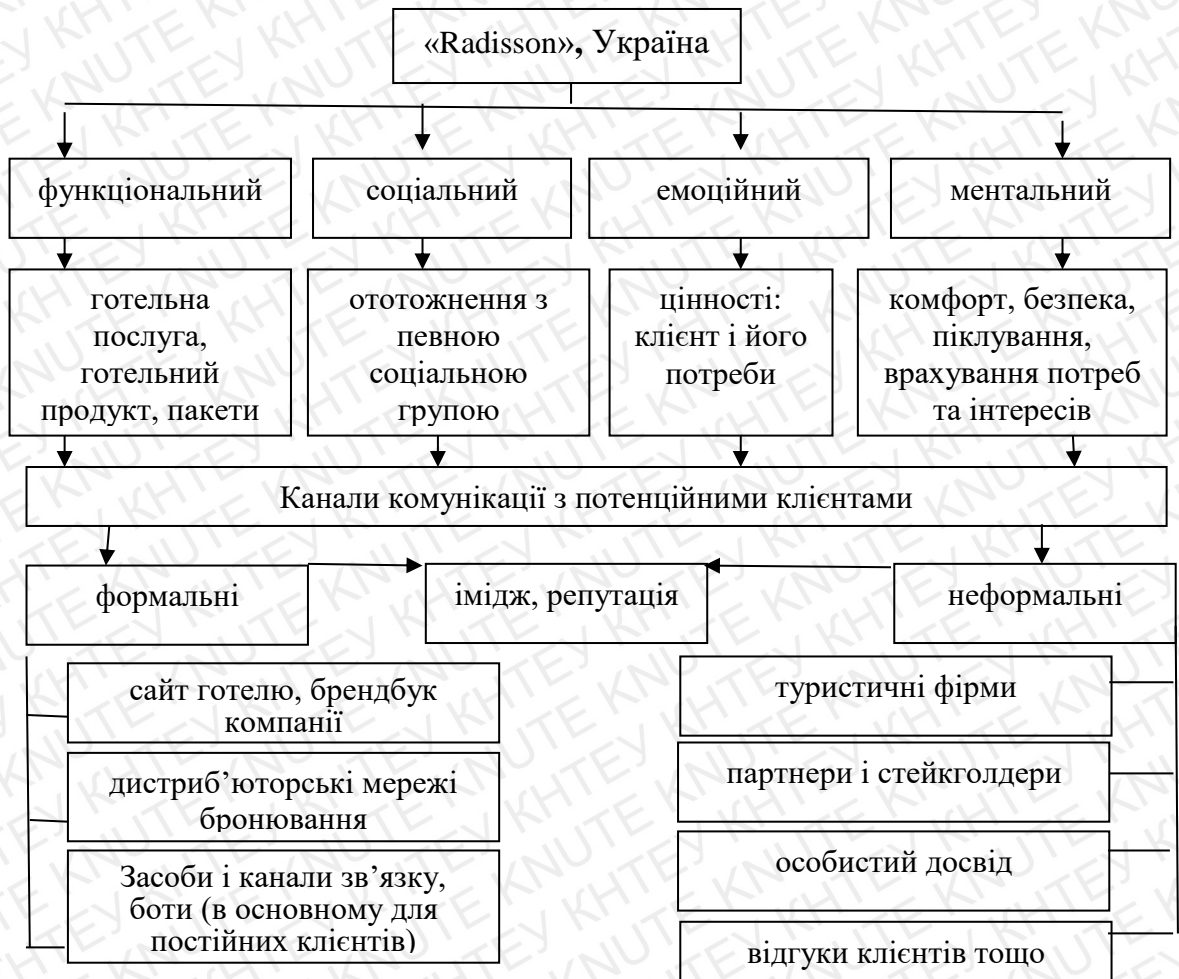 «Radisson», Україна
функціональний
соціальний
емоційний
ментальний
готельна
послуга,
готельний
продукт, пакети
ототожнення з
певною
соціальною
групою
цінності:
клієнт і його
потреби
комфорт, безпека,
піклування,
врахування потреб
та інтересів
Канали комунікації з потенційними клієнтами
формальні
імідж, репутація
неформальні
сайт готелю, брендбук
компанії
дистриб’юторські мережі
бронювання
Засоби і канали зв’язку,
боти (в основному для
постійних клієнтів)
туристичні фірми
партнери і стейкголдери
особистий досвід
відгуки клієнтів тощо